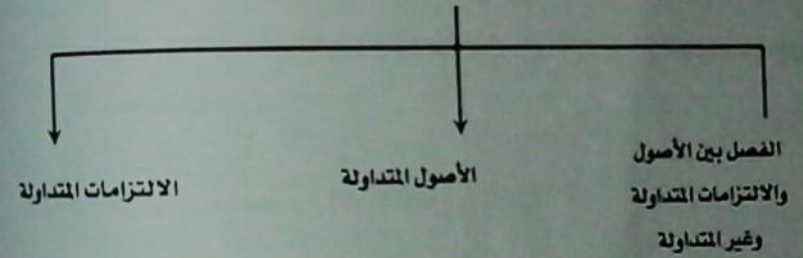 الفصل بين الأصول
والالتزامات المتداولة
وغير المتداولة
الأصول المتداولة
الالتزامات المتداولة